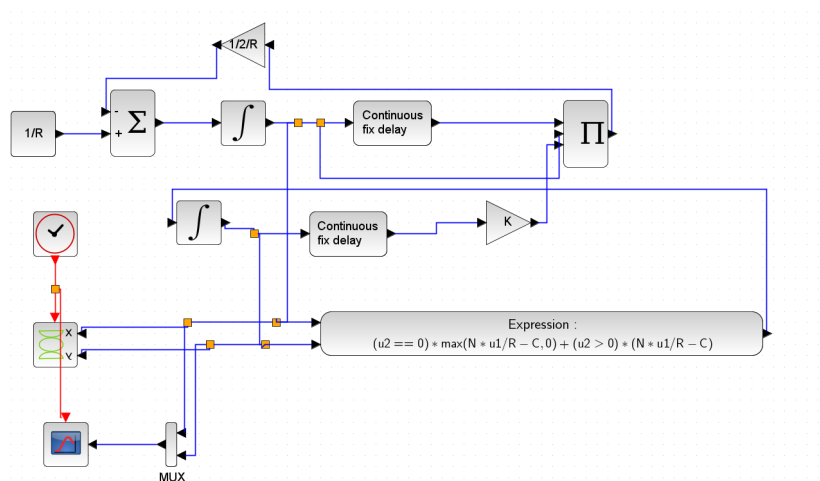 1/2/R
1/R
-
+
Σ
∫
Continuous
fix delay
Π
∫
Continuous
fix delay
K
X
Y
Expression :
(u2 == 0) ∗ max(N ∗ u1/R − C, 0) + (u2 > 0) ∗ (N ∗ u1/R − C)
MUX